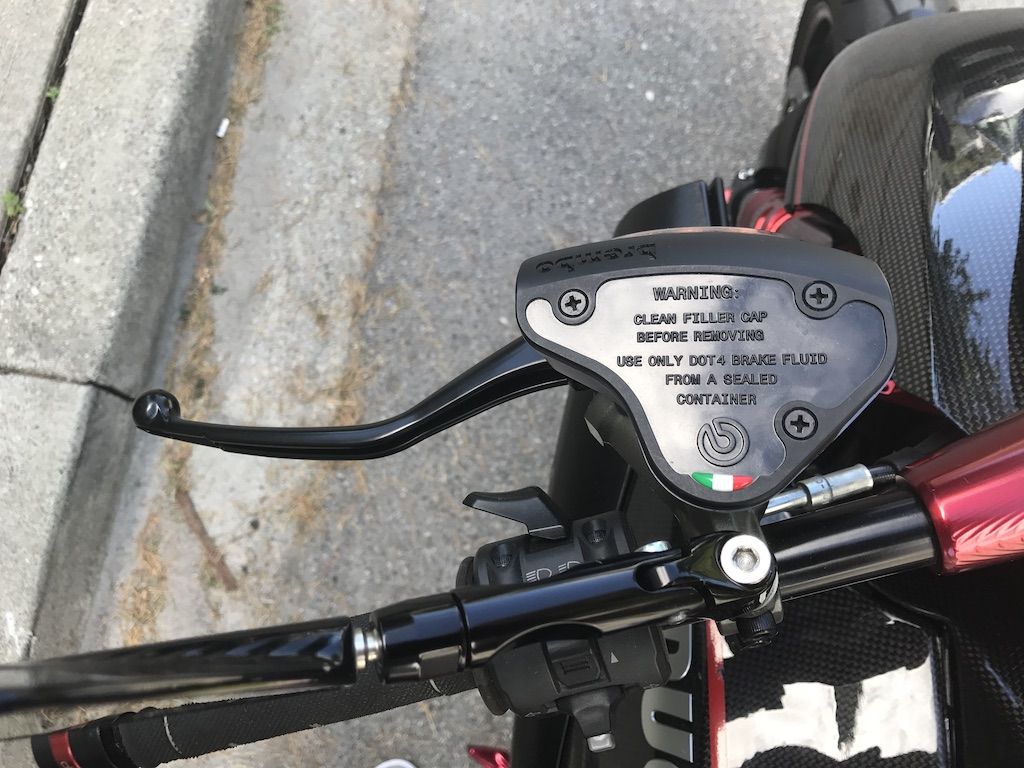 brembo
WARNING:
CLEAN FILLER CAP
BEFORE REMOVING
USE ONLY DOT4 BRAKE FLUID
FROM A SEALED
CONTAINER